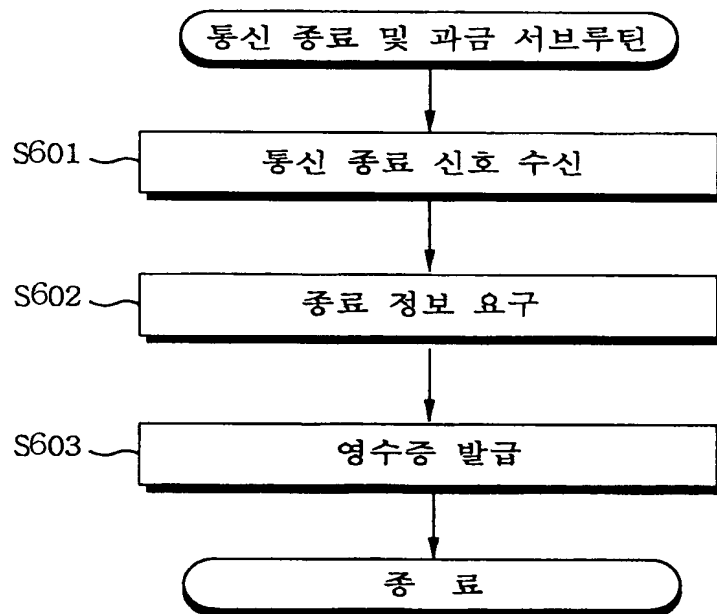 통신 종료 및 과금 서브루틴
S601
통신 종료 신호 수신
S602
종료 정보 요구
S603
영수증 발급
종 료